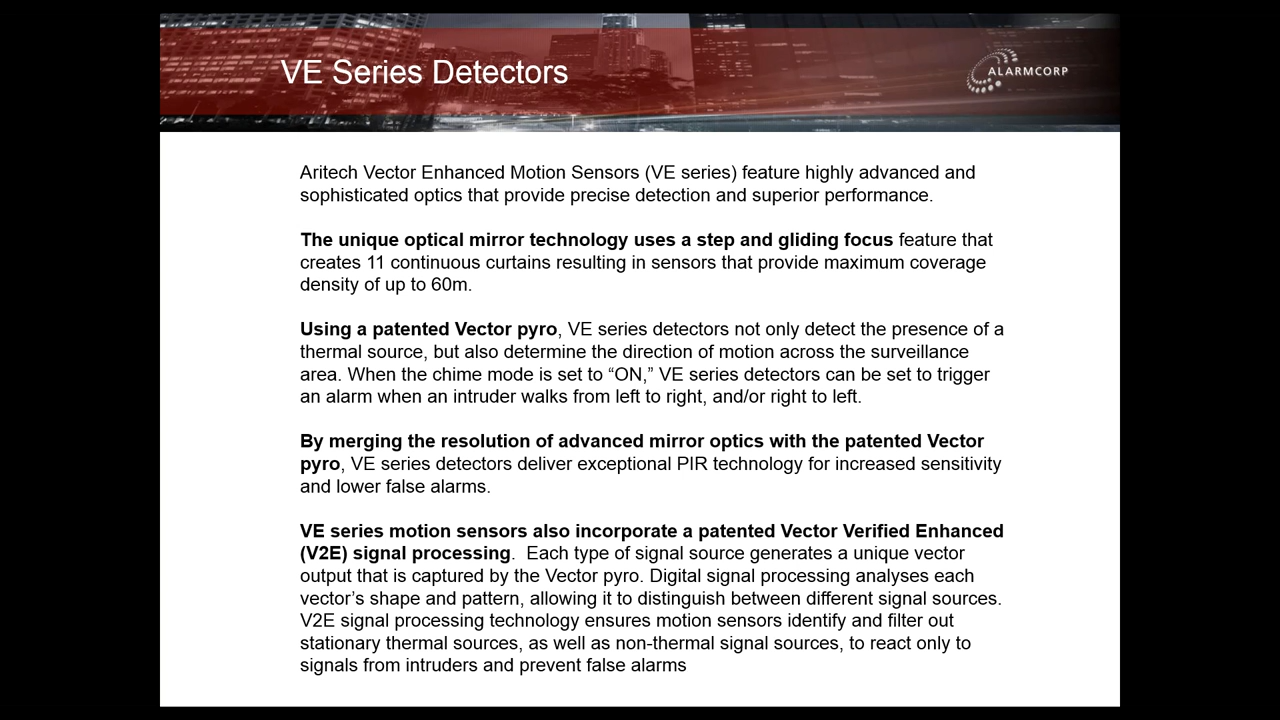 VE Series Detectors
ALARMCORP
Aritech Vector Enhanced Motion Sensors (VE series) feature highly advanced and
sophisticated optics that provide precise detection and superior performance.
The unique optical mirror technology uses a step and gliding focus feature that
creates 11 continuous curtains resulting in sensors that provide maximum coverage
density of up to 60m.
Using a patented Vector pyro, VE series detectors not only detect the presence of a
thermal source, but also determine the direction of motion across the surveillance
area. When the chime mode is set to “ON,” VE series detectors can be set to trigger
an alarm when an intruder walks from left to right, and/or right to left.
By merging the resolution of advanced mirror optics with the patented Vector
pyro, VE series detectors deliver exceptional PIR technology for increased sensitivity
and lower false alarms.
VE series motion sensors also incorporate a patented Vector Verified Enhanced
(V2E) signal processing.  Each type of signal source generates a unique vector
output that is captured by the Vector pyro. Digital signal processing analyses each
vector’s shape and pattern, allowing it to distinguish between different signal sources.
V2E signal processing technology ensures motion sensors identify and filter out
stationary thermal sources, as well as non-thermal signal sources, to react only to
signals from intruders and prevent false alarms